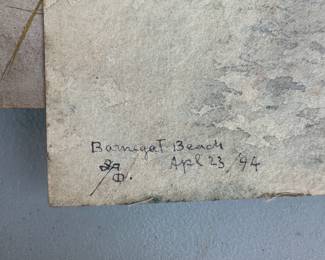 Barnegat Beach
Apl 23/94